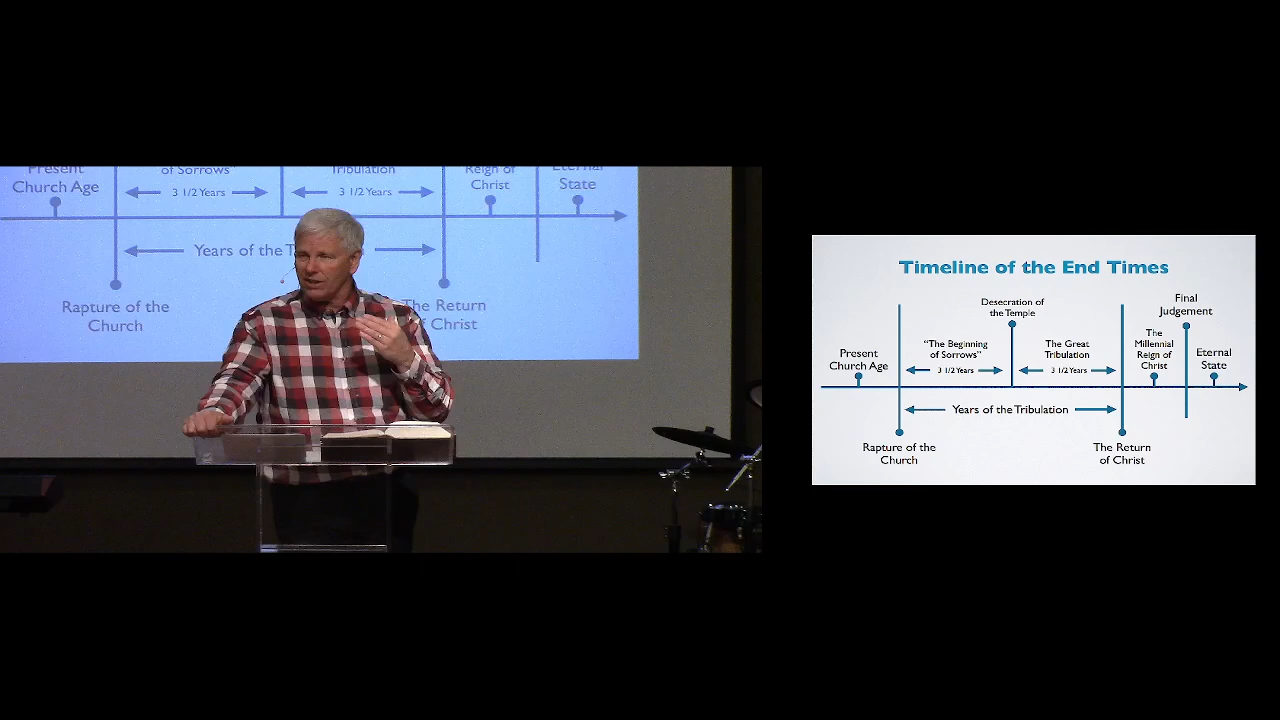 Present
Church Age
of Sorrows"
3 1/2 Years
Tribulation
3 1/2 Years
Reign of
Christ
Eternal
State
Years of the T
Rapture of the
Church
The Return
of Christ
Timeline of the End Times
Present
Church Age
"The Beginning
of Sorrows"
3 1/2 Years
Desecration of
the Temple
The Great
Tribulation
3 1/2 Years
The
Millennial
Reign of
Christ
Final
Judgement
Eternal
State
Years of the Tribulation
Rapture of the
Church
The Return
of Christ